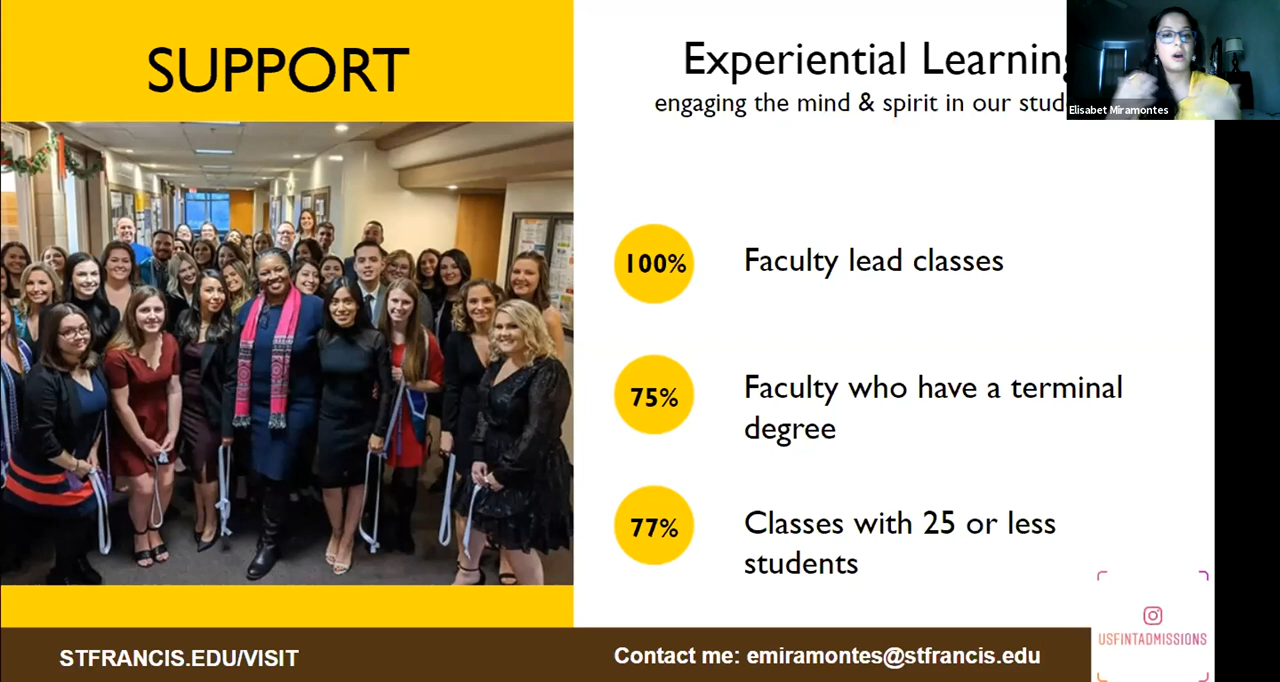 SUPPORT
Experiential Learning
engaging the mind & spirit in our
Elisabet Miramontes
100%
Faculty lead classes
75%
Faculty who have a terminal
degree
77%
Classes with 25 or less
students
USFINTADMISSIONS
STFRANCIS.EDU/VISIT
Contact me: emiramontes@stfrancis.edu